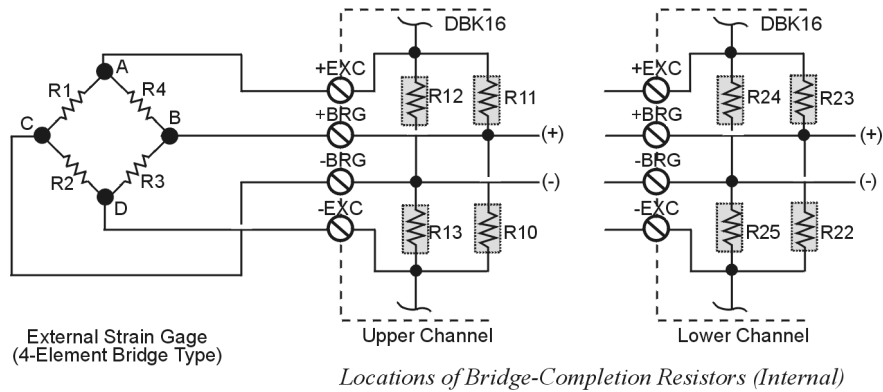 DBK16
DBK16
A
+EXC
+EXC
R1
R4
R12
R11
R24
R23
C
B
+BRG
(+)
+BRG
(+)
-BRG
(-)
-BRG
(-)
R2
R3
D
-EXC
R13
R10
-EXC
R25
R22
External Strain Gage
(4-Element Bridge Type)
Upper Channel
Lower Channel
Locations of Bridge-Completion Resistors (Internal)